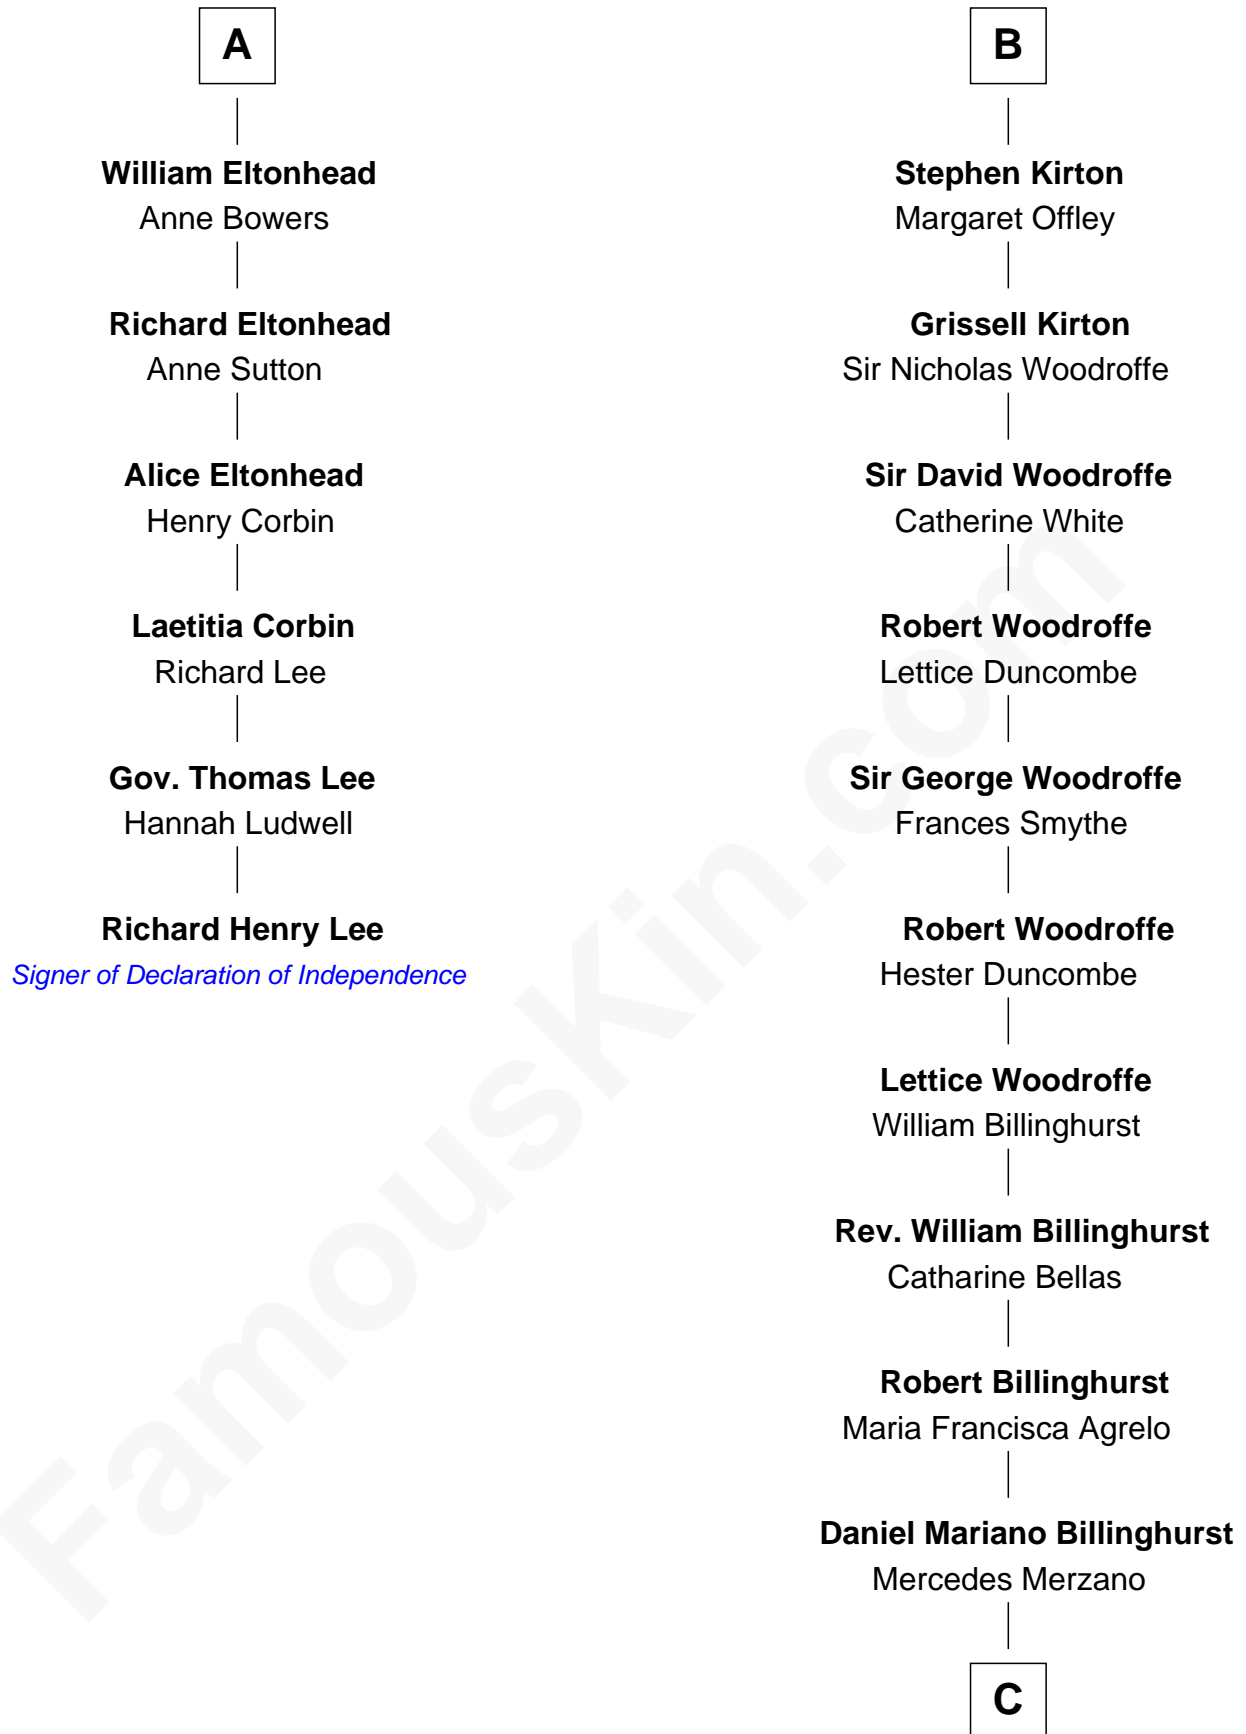 A
William Eltonhead
Anne Bowers
Richard Eltonhead
Anne Sutton
Alice Eltonhead
Henry Corbin
Laetitia Corbin
Richard Lee
Gov. Thomas Lee
Hannah Ludwell
Richard Henry Lee
Signer of Declaration of Independence
B
Stephen Kirton
Margaret Offley
Grissell Kirton
Sir Nicholas Woodroffe
Sir David Woodroffe
Catherine White
Robert Woodroffe
Lettice Duncombe
Sir George Woodroffe
Frances Smythe
Robert Woodroffe
Hester Duncombe
Lettice Woodroffe
William Billinghurst
Rev. William Billinghurst
Catharine Bellas
Robert Billinghurst
Maria Francisca Agrelo
Daniel Mariano Billinghurst
Mercedes Merzano
C
FamousKin.com